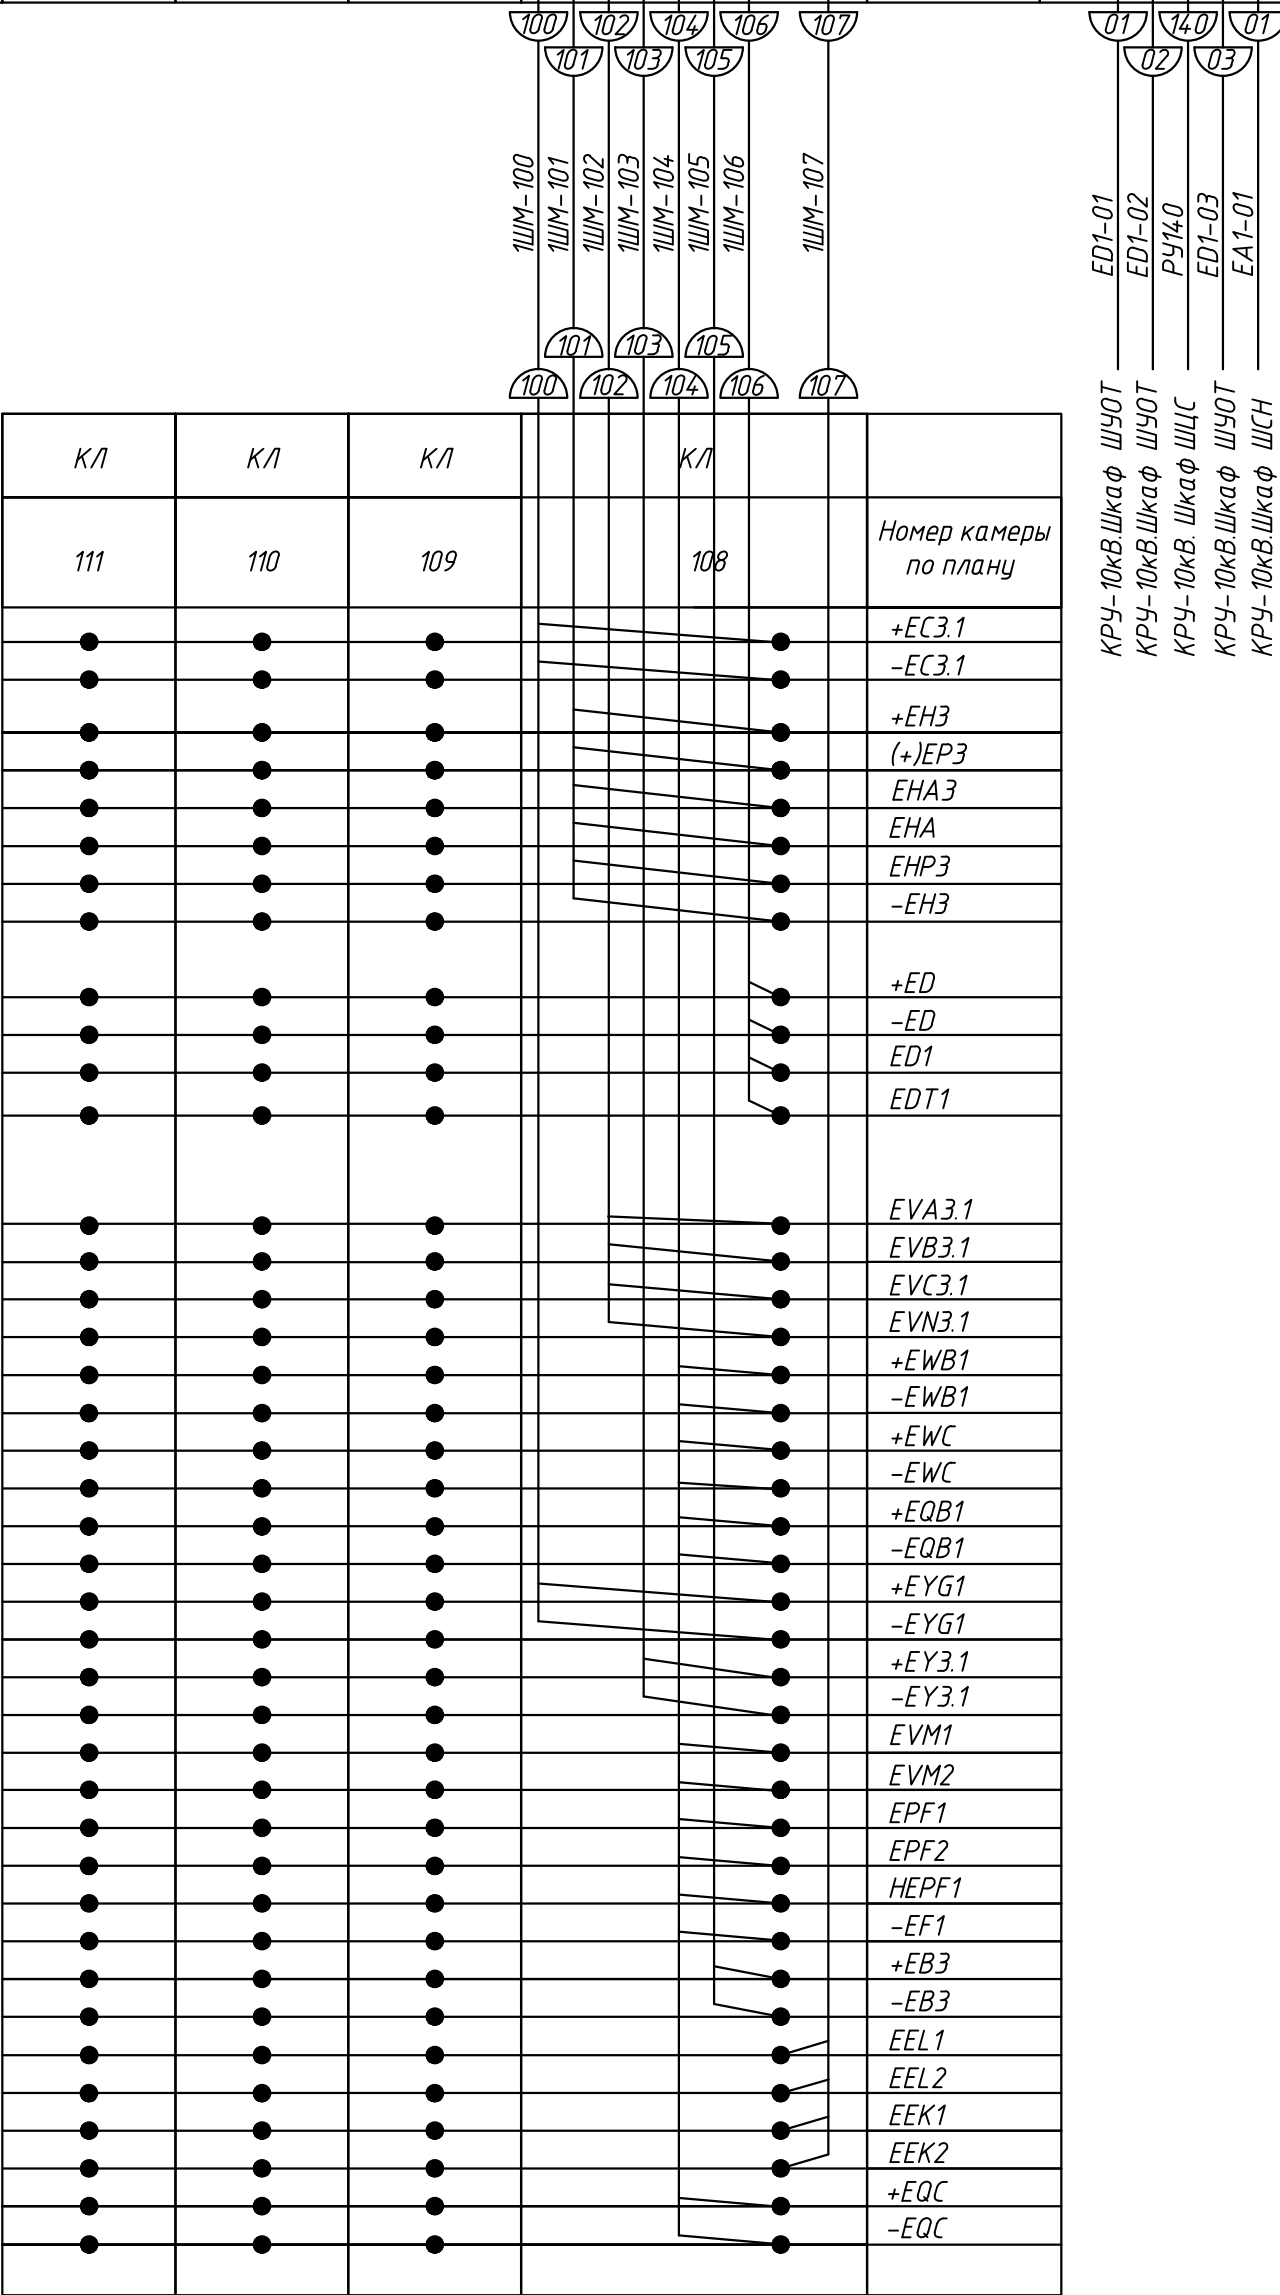 100
102
104
106
107
01
140
01
101
103
105
02
03
1ШМ-100
1ШМ-101
1ШМ-102
1ШМ-103
1ШМ-104
1ШМ-105
1ШМ-106
1ШМ-107
ED1-01
ED1-02
РУ140
ED1-03
EA1-01
101
103
105
100
102
104
106
107
КРУ-10кВ.Шкаф ШУОТ
КРУ-10кВ.Шкаф ШУОТ
КРУ-10кВ. Шкаф ШЦС
КРУ-10кВ.Шкаф ШУОТ
КРУ-10кВ.Шкаф ШСН
КЛ
КЛ
КЛ
КЛ
111
110
109
108
Номер камеры
по плану
+EC3.1
-EC3.1
+EH3
(+)EP3
EHA3
EHA
EHP3
-EH3
+ED
-ED
ED1
EDT1
EVA3.1
EVB3.1
EVC3.1
EVN3.1
+EWB1
-EWB1
+EWC
-EWC
+EQB1
-EQB1
+EYG1
-EYG1
+EY3.1
-EY3.1
EVM1
EVM2
EPF1
EPF2
HEPF1
-EF1
+EB3
-EB3
EEL1
EEL2
EEK1
EEK2
+EQC
-EQC